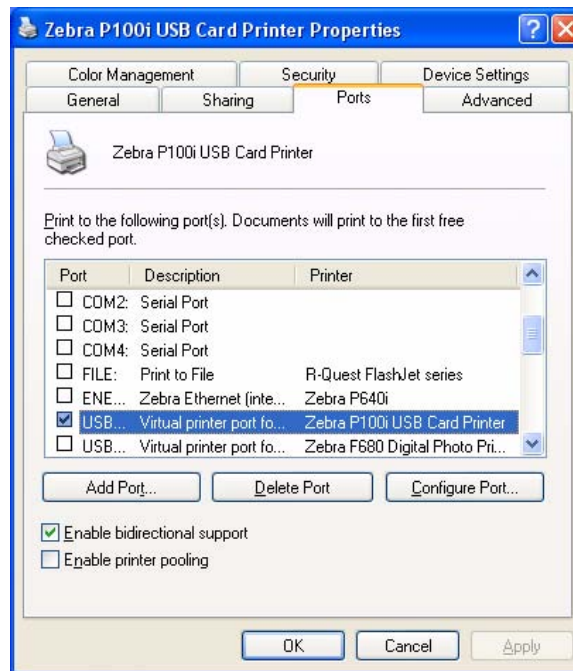 Zebra P100i USB Card Printer Properties
Color Management Security Device Settings
General Sharing Ports Advanced
Zebra P100i USB Card Printer
Print to the following port(s). Documents will print to the first free
checked port.
Port Description Printer
COM2: Serial Port
COM3: Serial Port
COM4: Serial Port
FILE: Print to File R-Quest FlashJet series
ENE... Zebra Ethernet (inte... Zebra P640i
USB... Virtual printer port fo... Zebra P100i USB Card Printer
USB... Virtual printer port fo... Zebra F680 Digital Photo Pri...
Add Port... Delete Port Configure Port...
Enable bidirectional support
Enable printer pooling
OK Cancel Apply